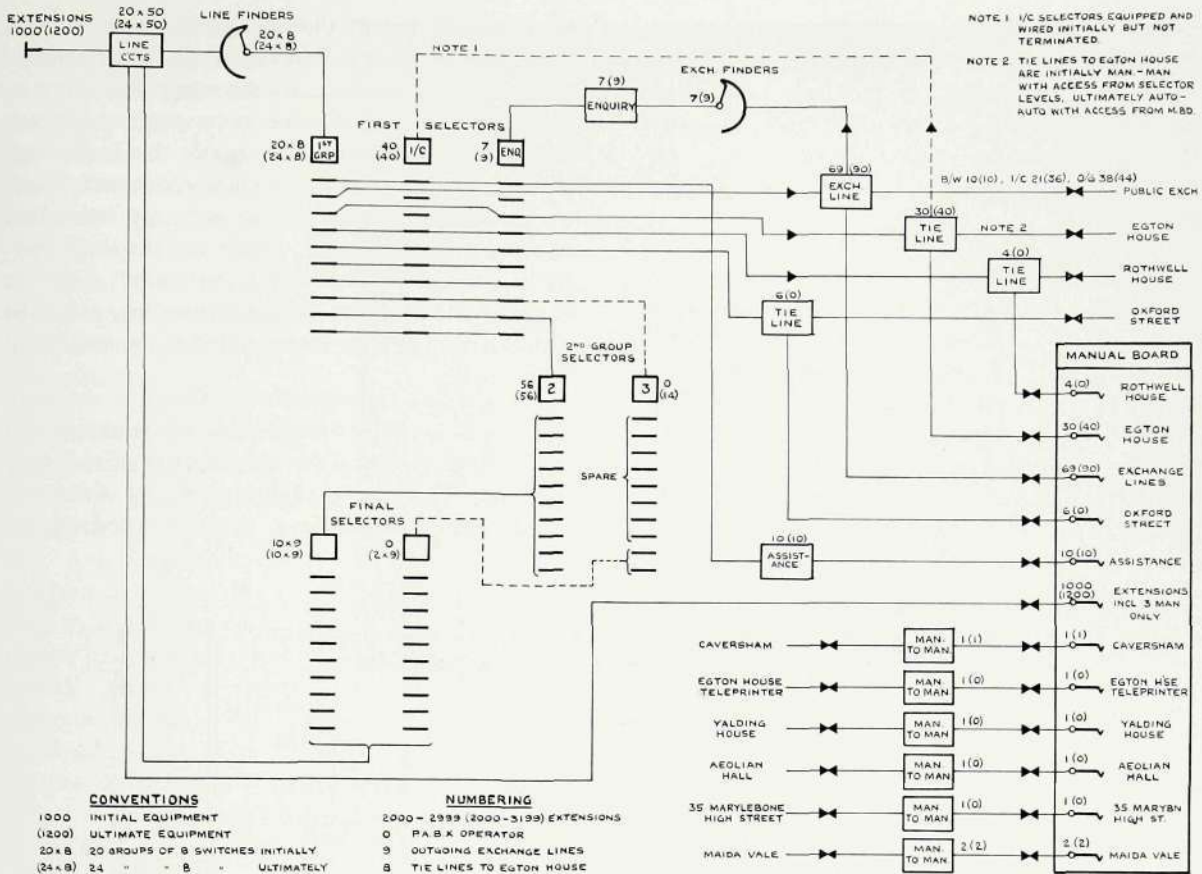 EXTENSIONS
1000 (1200)
20 x 50
(24 x 50)
LINE
CCTS
LINE FINDERS
20 x 8
(24 x 8)
NOTE 1
7 (9)
ENQUIRY
EXCH FINDERS
7 (9)
NOTE 1 I/C SELECTORS EQUIPPED AND
WIRED INITIALLY BUT NOT
TERMINATED.
NOTE 2 TIE LINES TO EGTON HOUSE
ARE INITIALLY MAN.-MAN
WITH ACCESS FROM SELECTOR
LEVELS. ULTIMATELY AUTO-
AUTO WITH ACCESS FROM M.BD.
FIRST SELECTORS
20 x 8
(24 x 8)
1ST
GRP
40
(40)
I/C
7
(9)
ENQ
69 (90)
EXCH
LINE
B/W 10(10), I/C 21(36), O/G 38(44)
PUBLIC EXCH
30 (40)
TIE
LINE
NOTE 2
EGTON
HOUSE
4(0)
TIE
LINE
ROTHWELL
HOUSE
6(0)
TIE
LINE
OXFORD
STREET
2ND GROUP
SELECTORS
56
(56)
2
3
0
(14)
SPARE
FINAL
SELECTORS
10 x 9
(10 x 9)
0
(2 x 9)
10 (10)
ASSIST-
ANCE
MANUAL BOARD
4 (0)
ROTHWELL
HOUSE
30 (40)
EGTON
HOUSE
69 (90)
EXCHANGE
LINES
6 (0)
OXFORD
STREET
10 (10)
ASSISTANCE
1000
(1200)
EXTENSIONS
INCL 3 MAN
ONLY
CAVERSHAM
MAN.
TO MAN.
1 (1)
1 (1)
CAVERSHAM
EGTON HOUSE
TELEPRINTER
MAN.
TO MAN.
1 (0)
1 (0)
EGTON HSE
TELEPRINTER
YALDING
HOUSE
MAN.
TO MAN.
1 (0)
1 (0)
YALDING
HOUSE
AEOLIAN
HALL
MAN.
TO MAN
1 (0)
1 (0)
AEOLIAN
HALL
35 MARYLEBONE
HIGH STREET
MAN.
TO MAN.
1 (0)
1 (0)
35 MARYBN
HIGH ST.
MAIDA VALE
MAN.
TO MAN.
2 (2)
2 (2)
MAIDA VALE
CONVENTIONS
1000 INITIAL EQUIPMENT
(1200) ULTIMATE EQUIPMENT
20 x 8 20 GROUPS OF 8 SWITCHES INITIALLY
(24 x 8) 24 " " 8 " ULTIMATELY
NUMBERING
2000 - 2999 (2000 - 3199) EXTENSIONS
0 P.A.B.X OPERATOR
9 OUTGOING EXCHANGE LINES
8 TIE LINES TO EGTON HOUSE